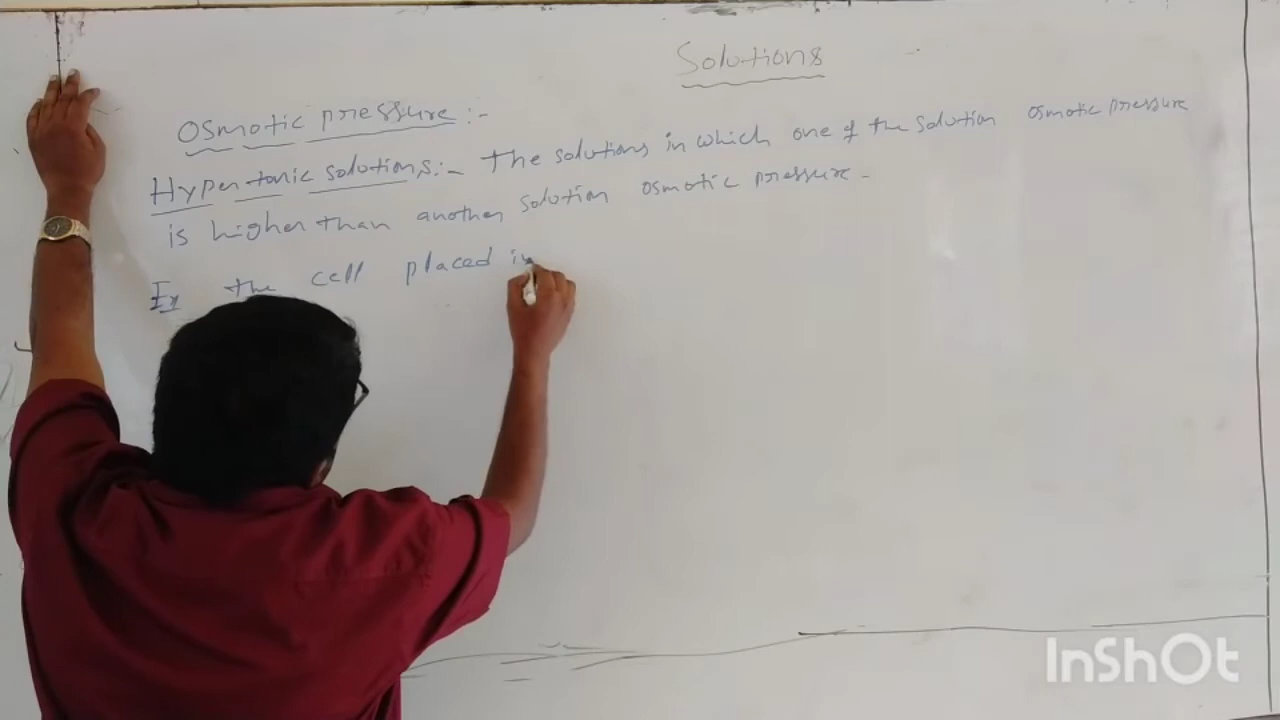 Solutions
Osmotic pressure :-
Hypertonic solutions:- The solutions in which one of the solution osmotic pressure
is higher than another solution osmotic pressure.
Ex the cell placed in
InShOt